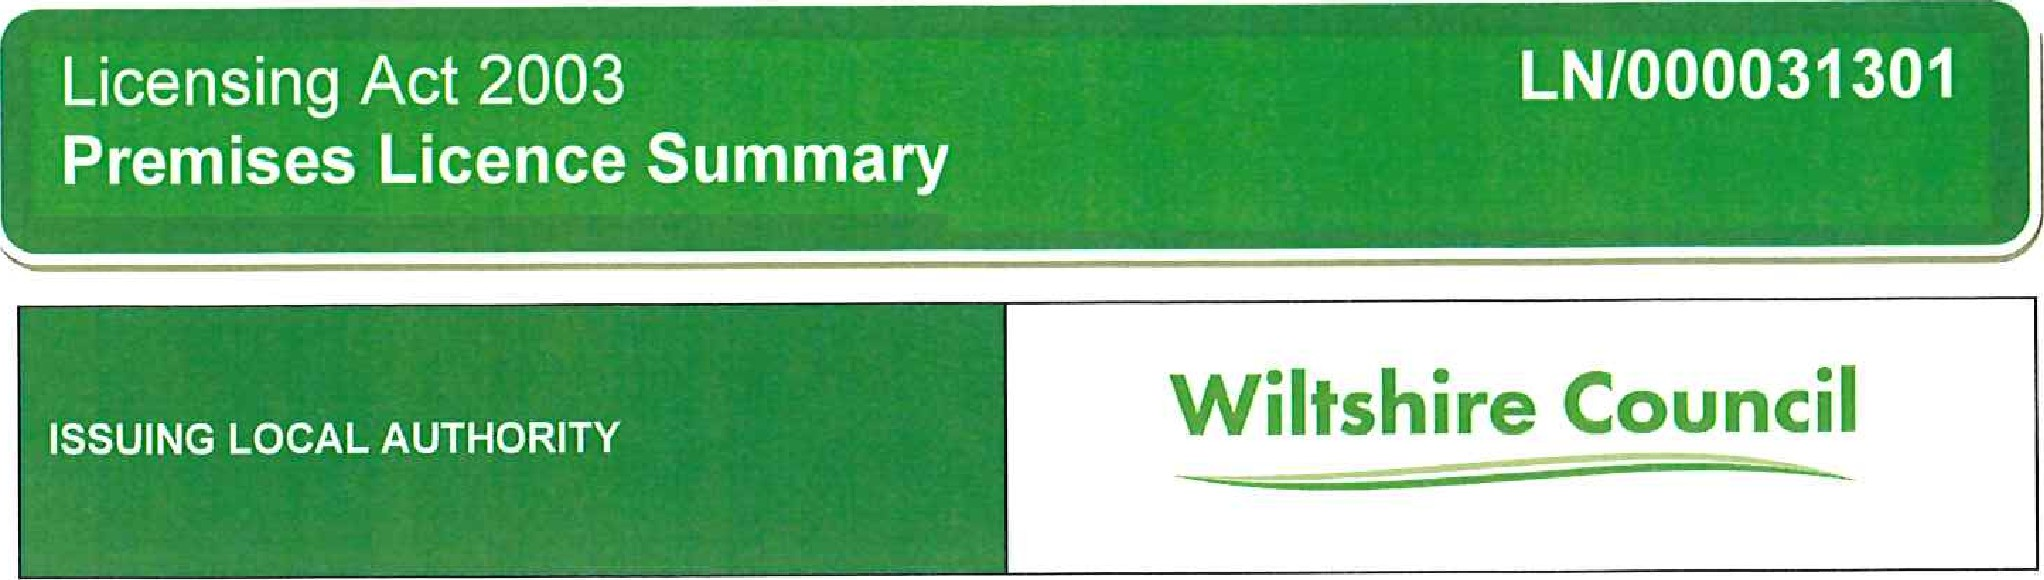 Licensing Act 2003
LN/000031301
Premises Licence Summary
ISSUING LOCAL AUTHORITY
Wiltshire Council